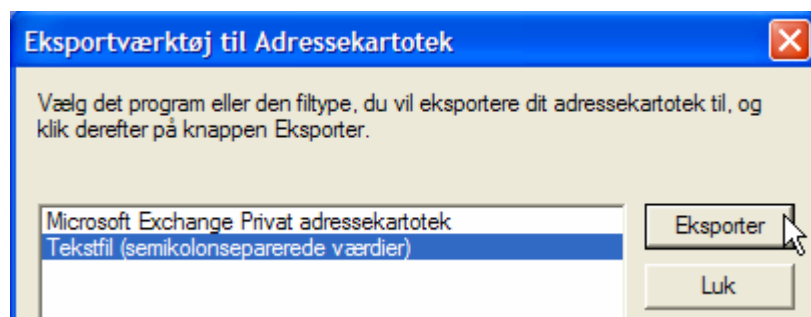 Eksportværktøj til Adressekartotek
Vælg det program eller den filtype, du vil eksportere dit adressekartotek til, og
klik derefter på knappen Eksporter.
Microsoft Exchange Privat adressekartotek
Tekstfil (semikolonseparerede værdier)
Eksporter
Luk